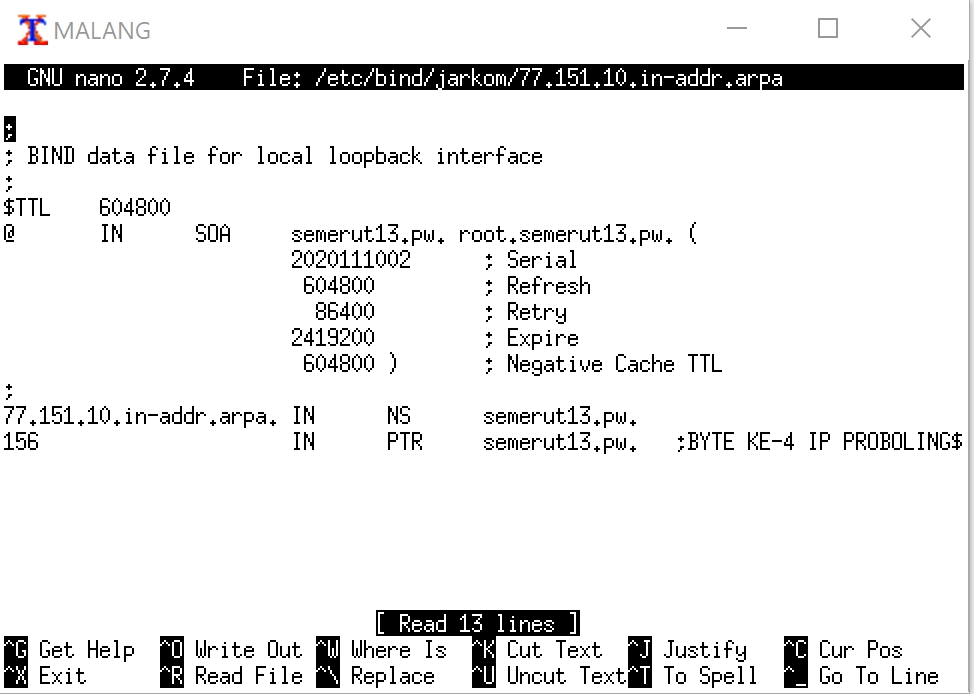 MALANG
GNU nano 2.7.4    File: /etc/bind/jarkom/77.151.10.in-addr.arpa
;
; BIND data file for local loopback interface
;
$TTL    604800
@       IN      SOA     semerut13.pw. root.semerut13.pw. (
                        2020111002      ; Serial
                         604800         ; Refresh
                          86400         ; Retry
                        2419200         ; Expire
                         604800 )       ; Negative Cache TTL
;
77.151.10.in-addr.arpa. IN      NS      semerut13.pw.
156                     IN      PTR     semerut13.pw.   ;BYTE KE-4 IP PROBOLING$
[ Read 13 lines ]
^G Get Help  ^O Write Out ^W Where Is  ^K Cut Text  ^J Justify   ^C Cur Pos
^X Exit      ^R Read File ^\ Replace   ^U Uncut Text^T To Spell  ^_ Go To Line